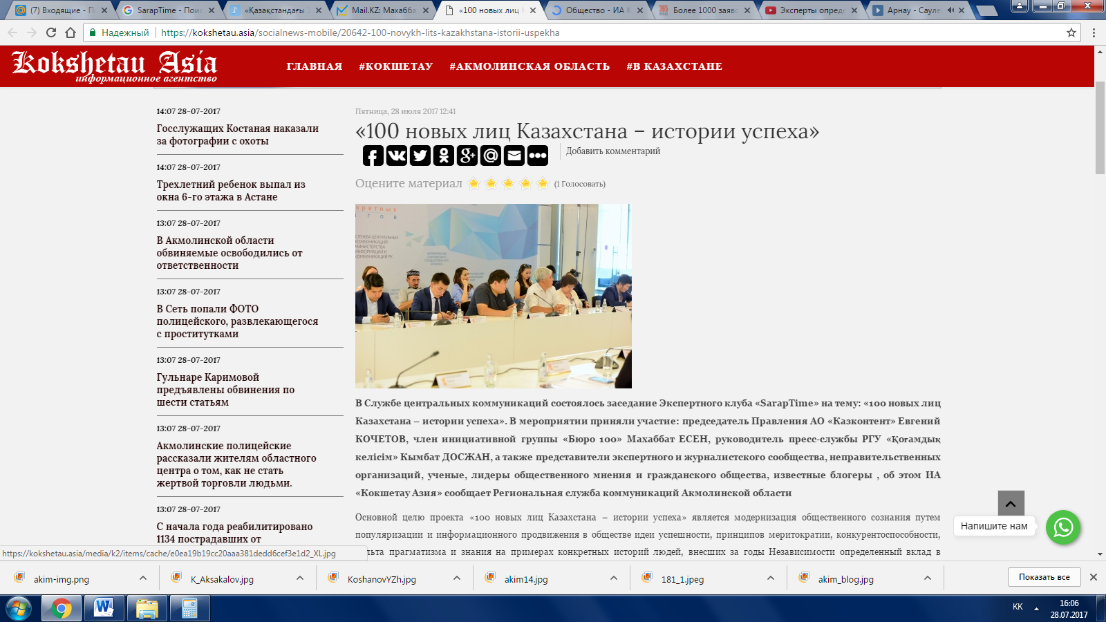 (7) Входящие - П
SarapTime - Пои
«Қазақстандағы
Mail.KZ: Махабб
«100 новых лиц
Общество - ИА К
Более 1000 заяв
Эксперты опред
Арнау - Сауле
Надежный
https://kokshetau.asia/socialnews-mobile/20642-100-novykh-lits-kazakhstana-istorii-uspekha
Kokshetau Asia
информационное агентство
ГЛАВНАЯ #КОКШЕТАУ #АКМОЛИНСКАЯ ОБЛАСТЬ #В КАЗАХСТАНЕ
14:07 28-07-2017
Госслужащих Костаная наказали
за фотографии с охоты
14:07 28-07-2017
Трехлетний ребенок выпал из
окна 6-го этажа в Астане
13:07 28-07-2017
В Акмолинской области
обвиняемые освободились от
ответственности
13:07 28-07-2017
В Сеть попали ФОТО
полицейского, развлекающегося
с проститутками
13:07 28-07-2017
Гульнаре Каримовой
предъявлены обвинения по
шести статьям
13:07 28-07-2017
Акмолинские полицейские
рассказали жителям областного
центра о том, как не стать
жертвой торговли людьми.
13:07 28-07-2017
С начала года реабилитировано
1134 пострадавших от
Пятница, 28 июля 2017 12:41
«100 новых лиц Казахстана – истории успеха»
Добавить комментарий
Оцените материал (1 Голосовать)
В Службе центральных коммуникаций состоялось заседание Экспертного клуба «SarapTime» на тему: «100 новых лиц
Казахстана – истории успеха». В мероприятии приняли участие: председатель Правления АО «Казконтент» Евгений
КОЧЕТОВ, член инициативной группы «Бюро 100» Махаббат ЕСЕН, руководитель пресс-службы РГУ «Қоғамдық
келісім» Кымбат ДОСЖАН, а также представители экспертного и журналистского сообщества, неправительственных
организаций, ученые, лидеры общественного мнения и гражданского общества, известные блогеры , об этом ИА
«Кокшетау Азия» сообщает Региональная служба коммуникаций Акмолинской области
Основной целю проекта «100 новых лиц Казахстана – истории успеха» является модернизация общественного сознания путем
популяризации и информационного продвижения в обществе идеи успешности, принципов меритократии, конкурентоспособности,
льта прагматизма и знания на примерах конкретных историй людей, внесших за годы Независимости определенный вклад в
Напишите нам
https://kokshetau.asia/media/k2/items/cache/e0ea19b19cc20aaa381dedd6cef3e1d2_XL.jpg
akim-img.png
K_Aksakalov.jpg
KoshanovYZh.jpg
akim14.jpg
181_1.jpeg
akim_blog.jpg
Показать все
KK
16:06
28.07.2017